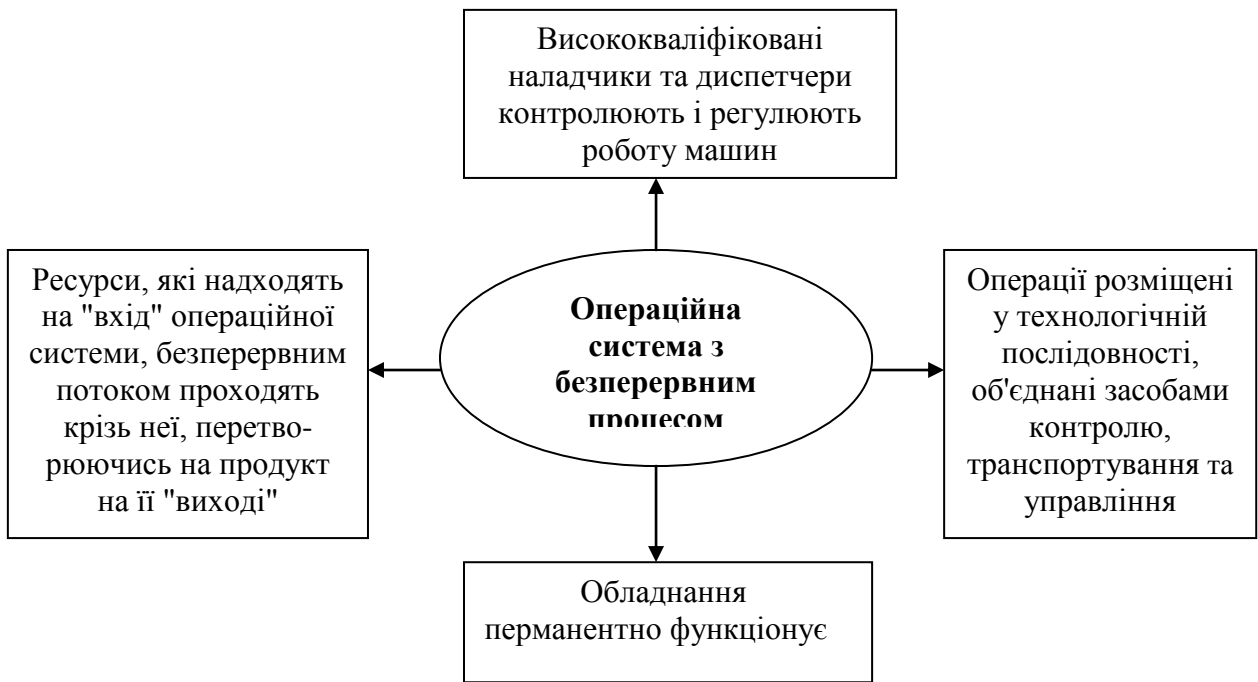 Висококваліфіковані
наладчики та диспетчери
контролюють і регулюють
роботу машин
Ресурси, які надходять
на "вхід" операційної
системи, безперервним
потоком проходять
крізь неї, перетво-
рюючись на продукт
на її "виході"
Операційна
система з
безперервним
процесом
Операції розміщені
у технологічній
послідовності,
об'єднані засобами
контролю,
транспортування та
управління
Обладнання
перманентно функціонує